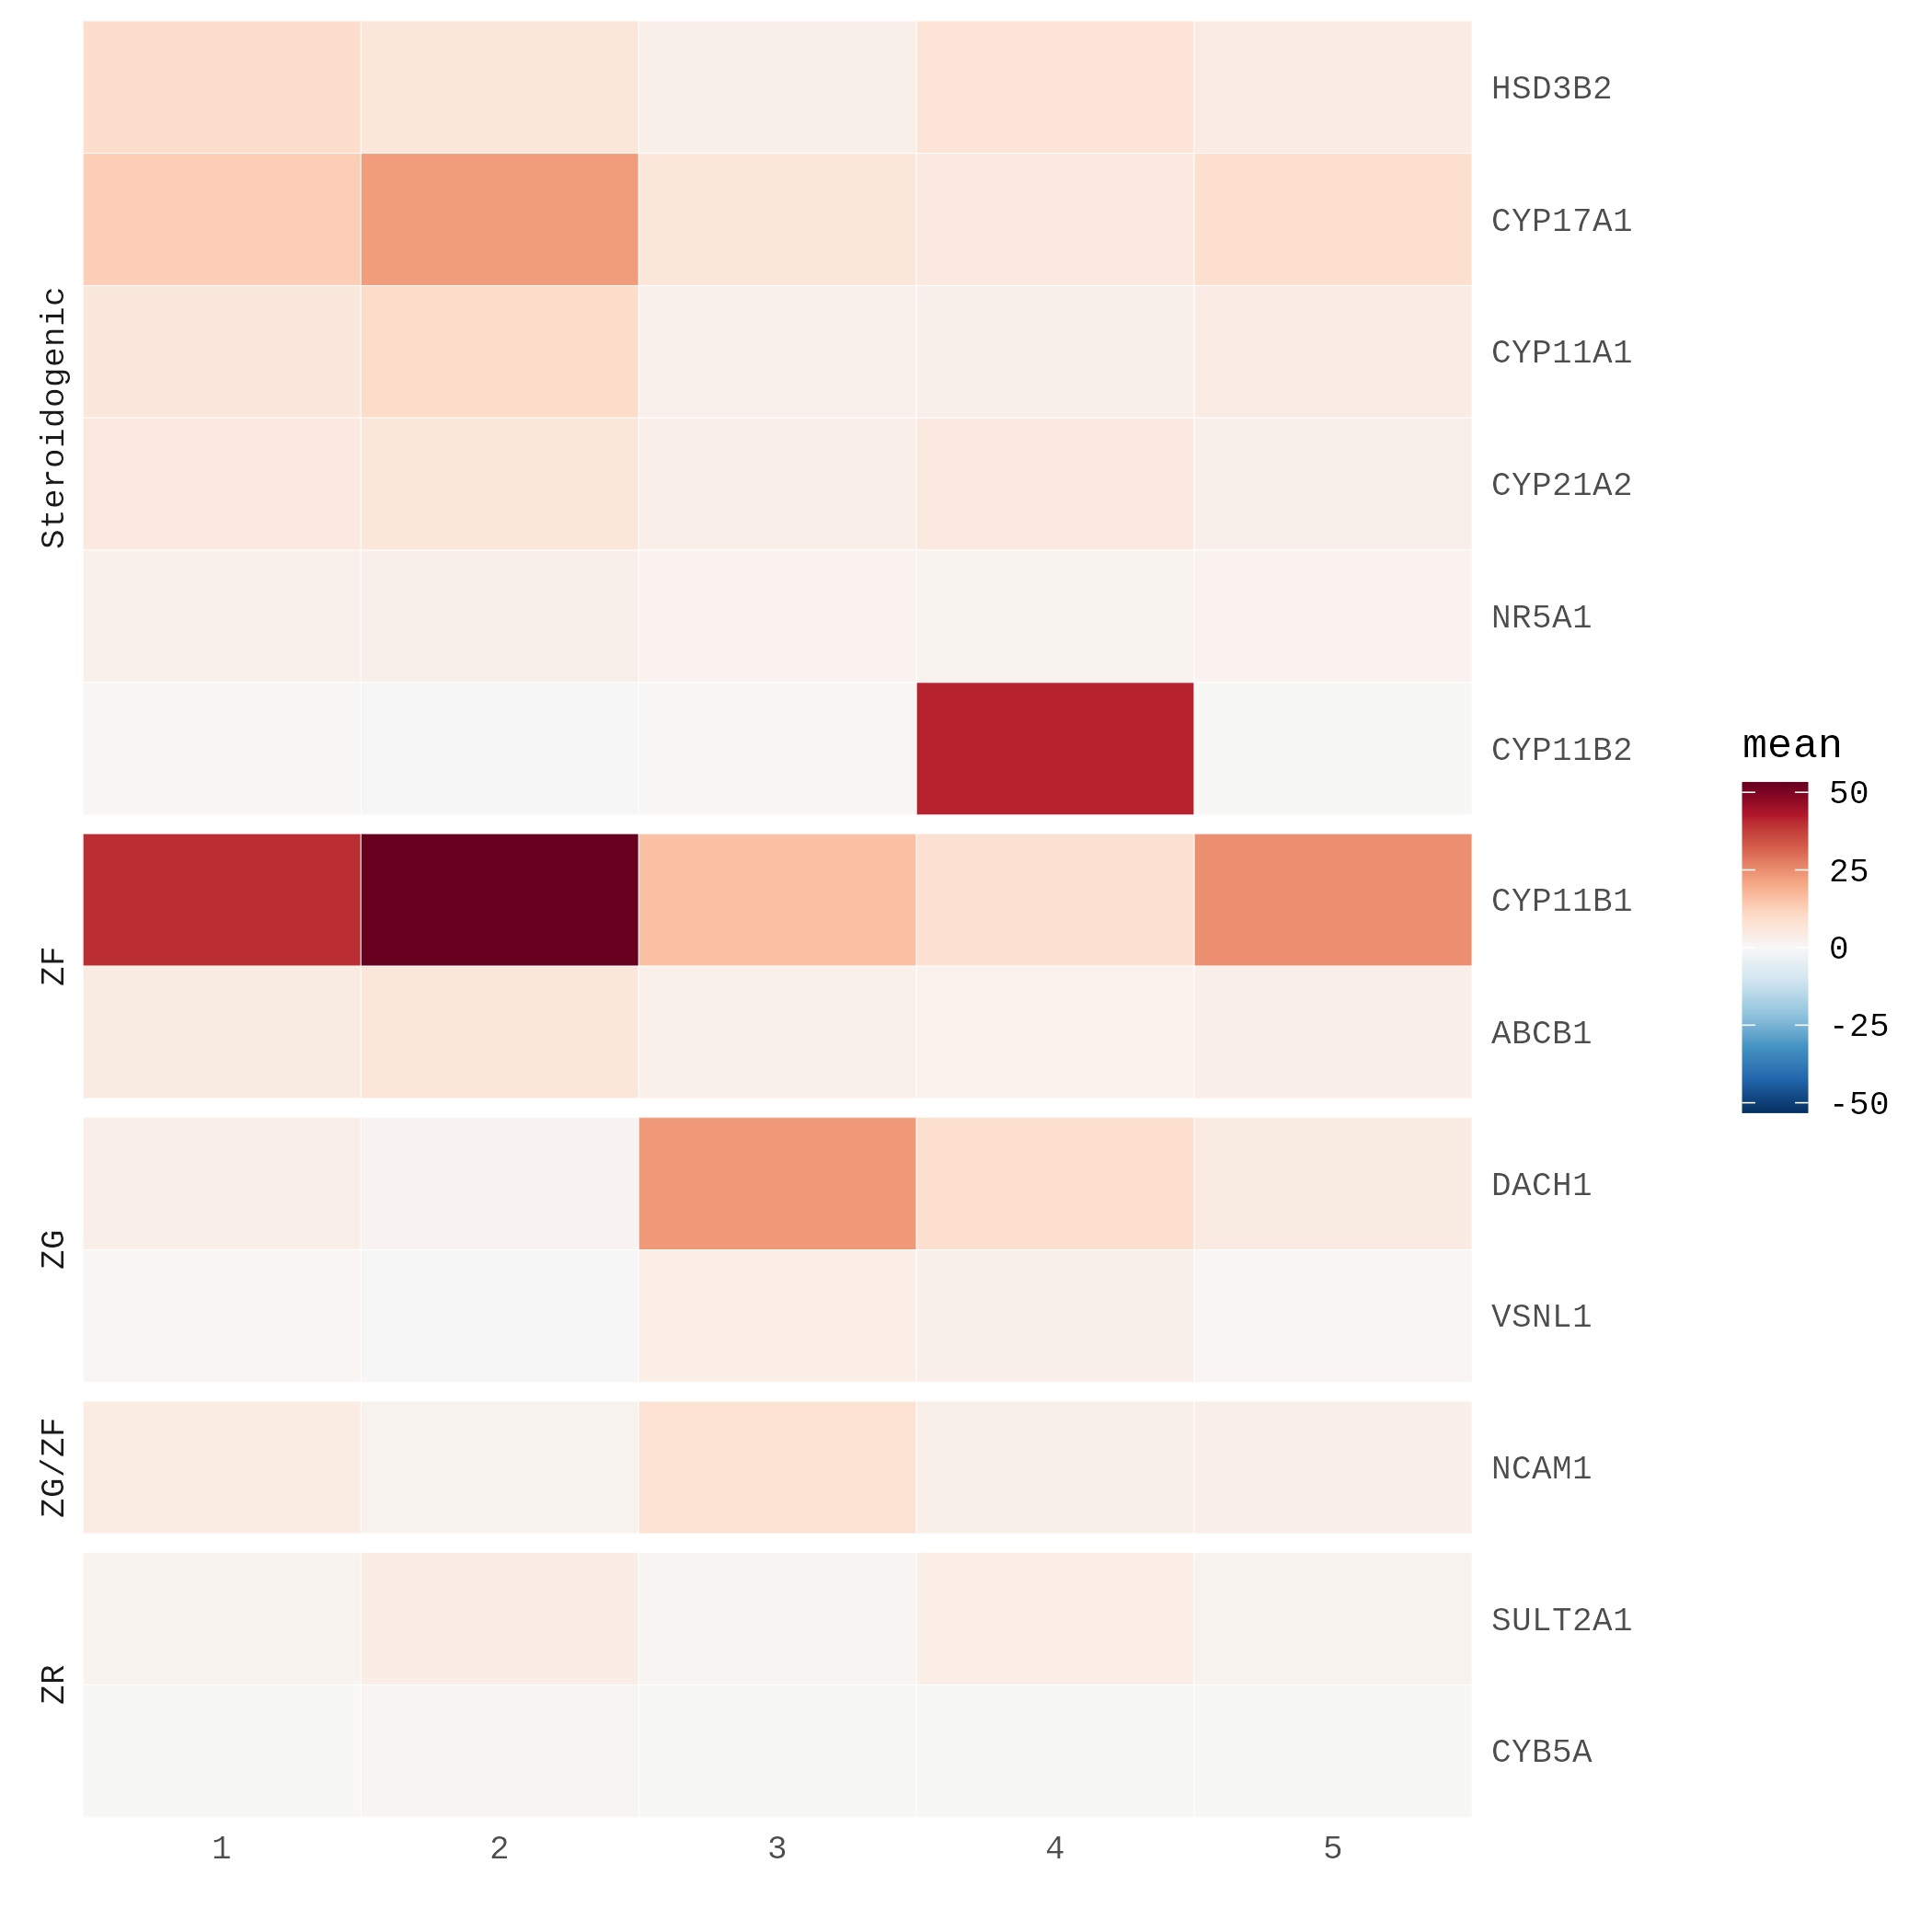 Steroidogenic
HSD3B2
CYP17A1
CYP11A1
CYP21A2
NR5A1
CYP11B2
ZF
CYP11B1
ABCB1
ZG
DACH1
VSNL1
ZG/ZF
NCAM1
ZR
SULT2A1
CYB5A
1 2 3 4 5
mean
50
25
0
-25
-50